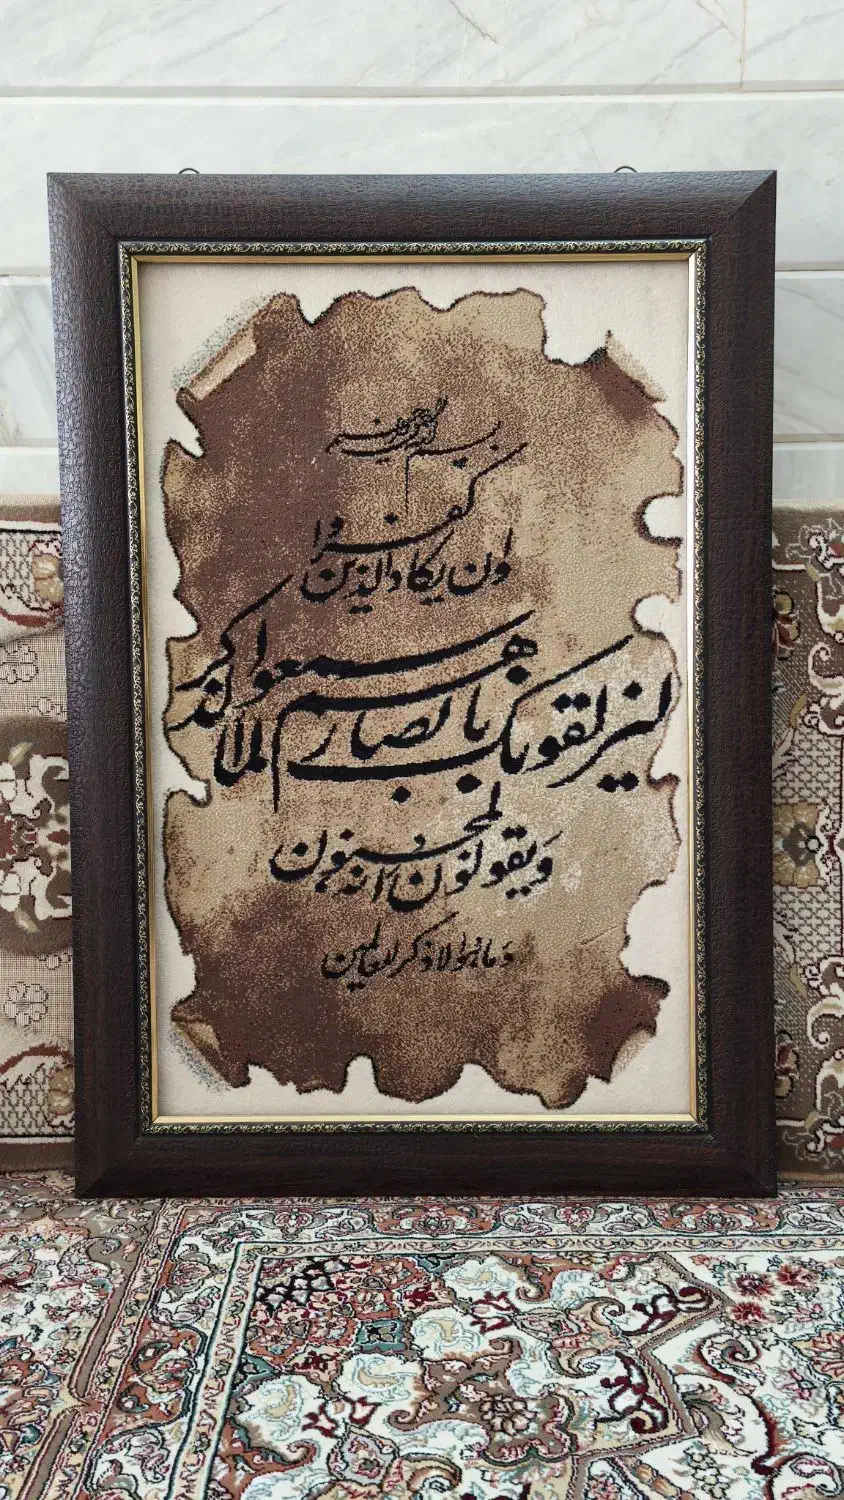 بسم الله الرحمن الرحیم
وان یکاد الذین کفروا
لیزلقونک بابصارهم لما سمعوا الذکر
ویقولون انه لمجنون
وما هو الا ذکر للعالمین